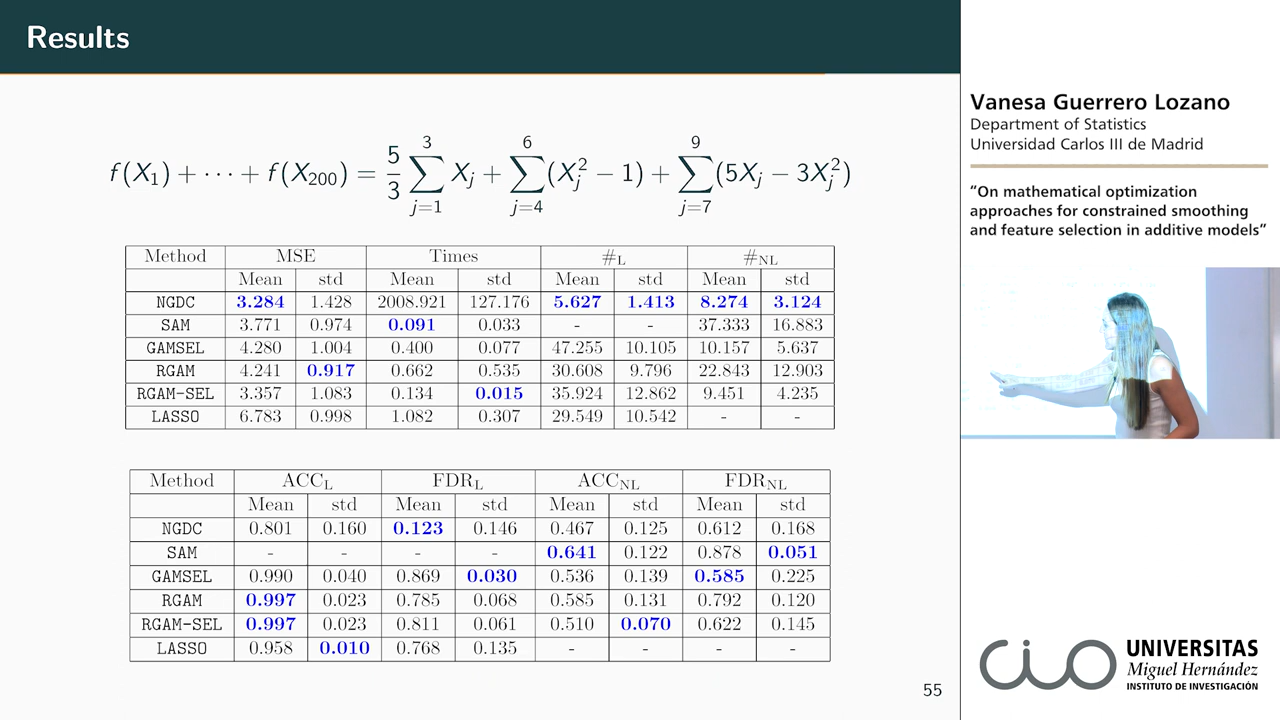 Results
f(X₁) + ··· + f(X₂₀₀) = 5/3 ∑_{j=1}^{3} X_j + ∑_{j=4}^{6} (X_j² − 1) + ∑_{j=7}^{9} (5X_j − 3X_j²)
Method MSE Times #L #NL
Mean std Mean std Mean std Mean std
NGDC 3.284 1.428 2008.921 127.176 5.627 1.413 8.274 3.124
SAM 3.771 0.974 0.091 0.033 - - 37.333 16.883
GAMSEL 4.280 1.004 0.400 0.077 47.255 10.105 10.157 5.637
RGAM 4.241 0.917 0.662 0.535 30.608 9.796 22.843 12.903
RGAM-SEL 3.357 1.083 0.134 0.015 35.924 12.862 9.451 4.235
LASSO 6.783 0.998 1.082 0.307 29.549 10.542 - -
Method ACCL FDRL ACCNL FDRNL
Mean std Mean std Mean std Mean std
NGDC 0.801 0.160 0.123 0.146 0.467 0.125 0.612 0.168
SAM - - - - 0.641 0.122 0.878 0.051
GAMSEL 0.990 0.040 0.869 0.030 0.536 0.139 0.585 0.225
RGAM 0.997 0.023 0.785 0.068 0.585 0.131 0.792 0.120
RGAM-SEL 0.997 0.023 0.811 0.061 0.510 0.070 0.622 0.145
LASSO 0.958 0.010 0.768 0.135 - - - -
55
Vanesa Guerrero Lozano
Department of Statistics
Universidad Carlos III de Madrid
“On mathematical optimization
approaches for constrained smoothing
and feature selection in additive models”
cio
UNIVERSITAS
Miguel Hernández
INSTITUTO DE INVESTIGACIÓN